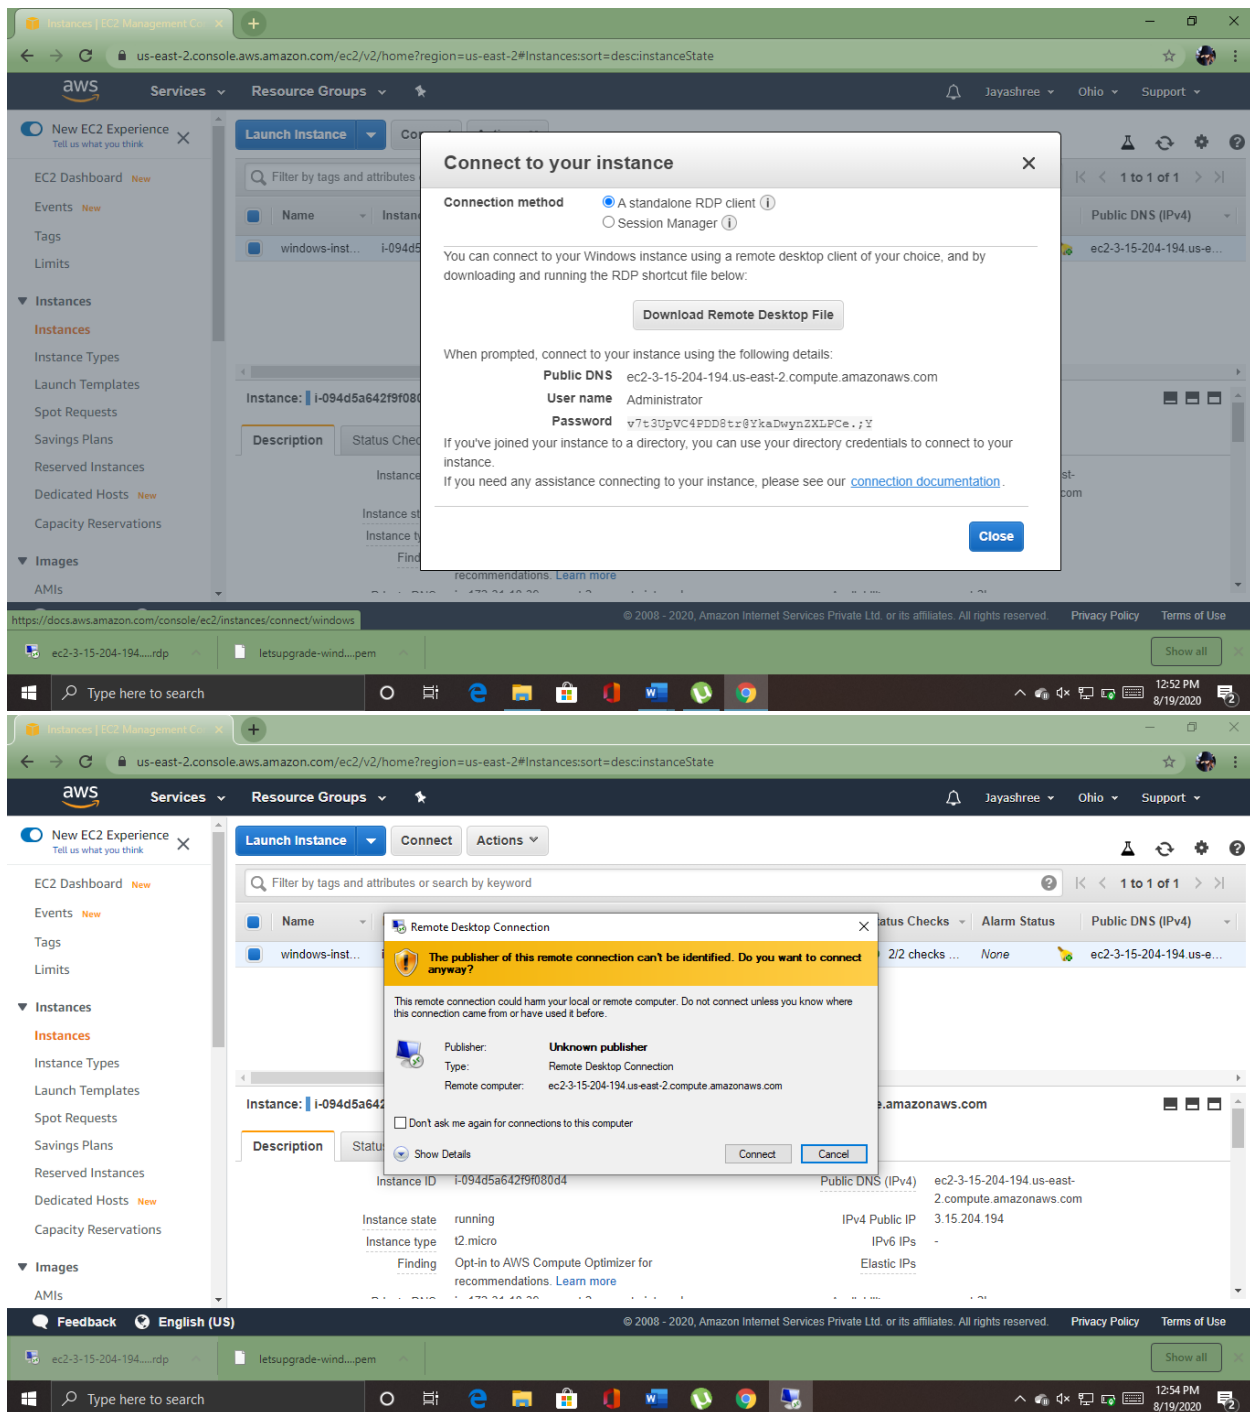 Instances | EC2 Management Co
us-east-2.console.aws.amazon.com/ec2/v2/home?region=us-east-2#Instances:sort=desc:instanceState
aws Services Resource Groups Jayashree Ohio Support
New EC2 Experience
Tell us what you think
EC2 Dashboard New
Events New
Tags
Limits
Instances
Instances
Instance Types
Launch Templates
Spot Requests
Savings Plans
Reserved Instances
Dedicated Hosts New
Capacity Reservations
Images
AMIs
Launch Instance
Filter by tags and attributes
1 to 1 of 1
Name Instan Public DNS (IPv4)
windows-inst... i-094d5 ec2-3-15-204-194.us-e...
Connect to your instance
Connection method
A standalone RDP client
Session Manager
You can connect to your Windows instance using a remote desktop client of your choice, and by
downloading and running the RDP shortcut file below:
Download Remote Desktop File
When prompted, connect to your instance using the following details:
Public DNS ec2-3-15-204-194.us-east-2.compute.amazonaws.com
User name Administrator
Password v7t3UpVC4PDD8tr@YkaDwynZXLPCe.;Y
If you've joined your instance to a directory, you can use your directory credentials to connect to your
instance.
If you need any assistance connecting to your instance, please see our connection documentation.
Close
Instance: i-094d5a642f9f080
Description Status Chec
Instance
Instance st
Instance ty
Find
recommendations. Learn more
https://docs.aws.amazon.com/console/ec2/instances/connect/windows
© 2008 - 2020, Amazon Internet Services Private Ltd. or its affiliates. All rights reserved. Privacy Policy Terms of Use
ec2-3-15-204-194.....rdp letsupgrade-wind....pem Show all
Type here to search
12:52 PM
8/19/2020
2
Instances | EC2 Management Co
us-east-2.console.aws.amazon.com/ec2/v2/home?region=us-east-2#Instances:sort=desc:instanceState
aws Services Resource Groups Jayashree Ohio Support
New EC2 Experience
Tell us what you think
EC2 Dashboard New
Events New
Tags
Limits
Instances
Instances
Instance Types
Launch Templates
Spot Requests
Savings Plans
Reserved Instances
Dedicated Hosts New
Capacity Reservations
Images
AMIs
Launch Instance Connect Actions
Filter by tags and attributes or search by keyword
1 to 1 of 1
Name atus Checks Alarm Status Public DNS (IPv4)
windows-inst... i 2/2 checks ... None ec2-3-15-204-194.us-e...
Remote Desktop Connection
The publisher of this remote connection can't be identified. Do you want to connect
anyway?
This remote connection could harm your local or remote computer. Do not connect unless you know where
this connection came from or have used it before.
Publisher: Unknown publisher
Type: Remote Desktop Connection
Remote computer: ec2-3-15-204-194.us-east-2.compute.amazonaws.com
Don't ask me again for connections to this computer
Show Details Connect Cancel
Instance: i-094d5a642 e.amazonaws.com
Description Statu
Instance ID i-094d5a642f9f080d4
Public DNS (IPv4) ec2-3-15-204-194.us-east-
2.compute.amazonaws.com
Instance state running
IPv4 Public IP 3.15.204.194
Instance type t2.micro
IPv6 IPs -
Finding Opt-in to AWS Compute Optimizer for
recommendations. Learn more
Elastic IPs
Feedback English (US)
© 2008 - 2020, Amazon Internet Services Private Ltd. or its affiliates. All rights reserved. Privacy Policy Terms of Use
ec2-3-15-204-194.....rdp letsupgrade-wind....pem Show all
Type here to search
12:54 PM
8/19/2020
2